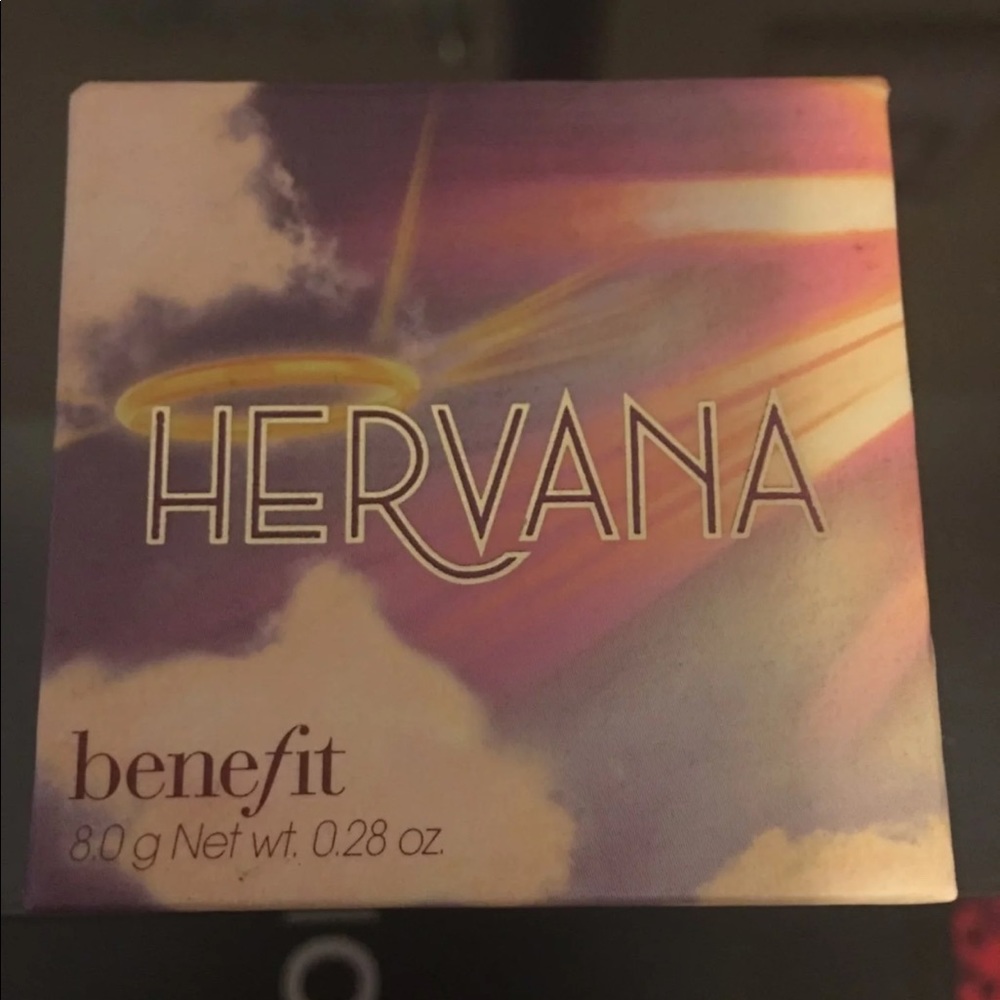 HERVANA
benefit
8.0 g Net wt. 0.28 oz.